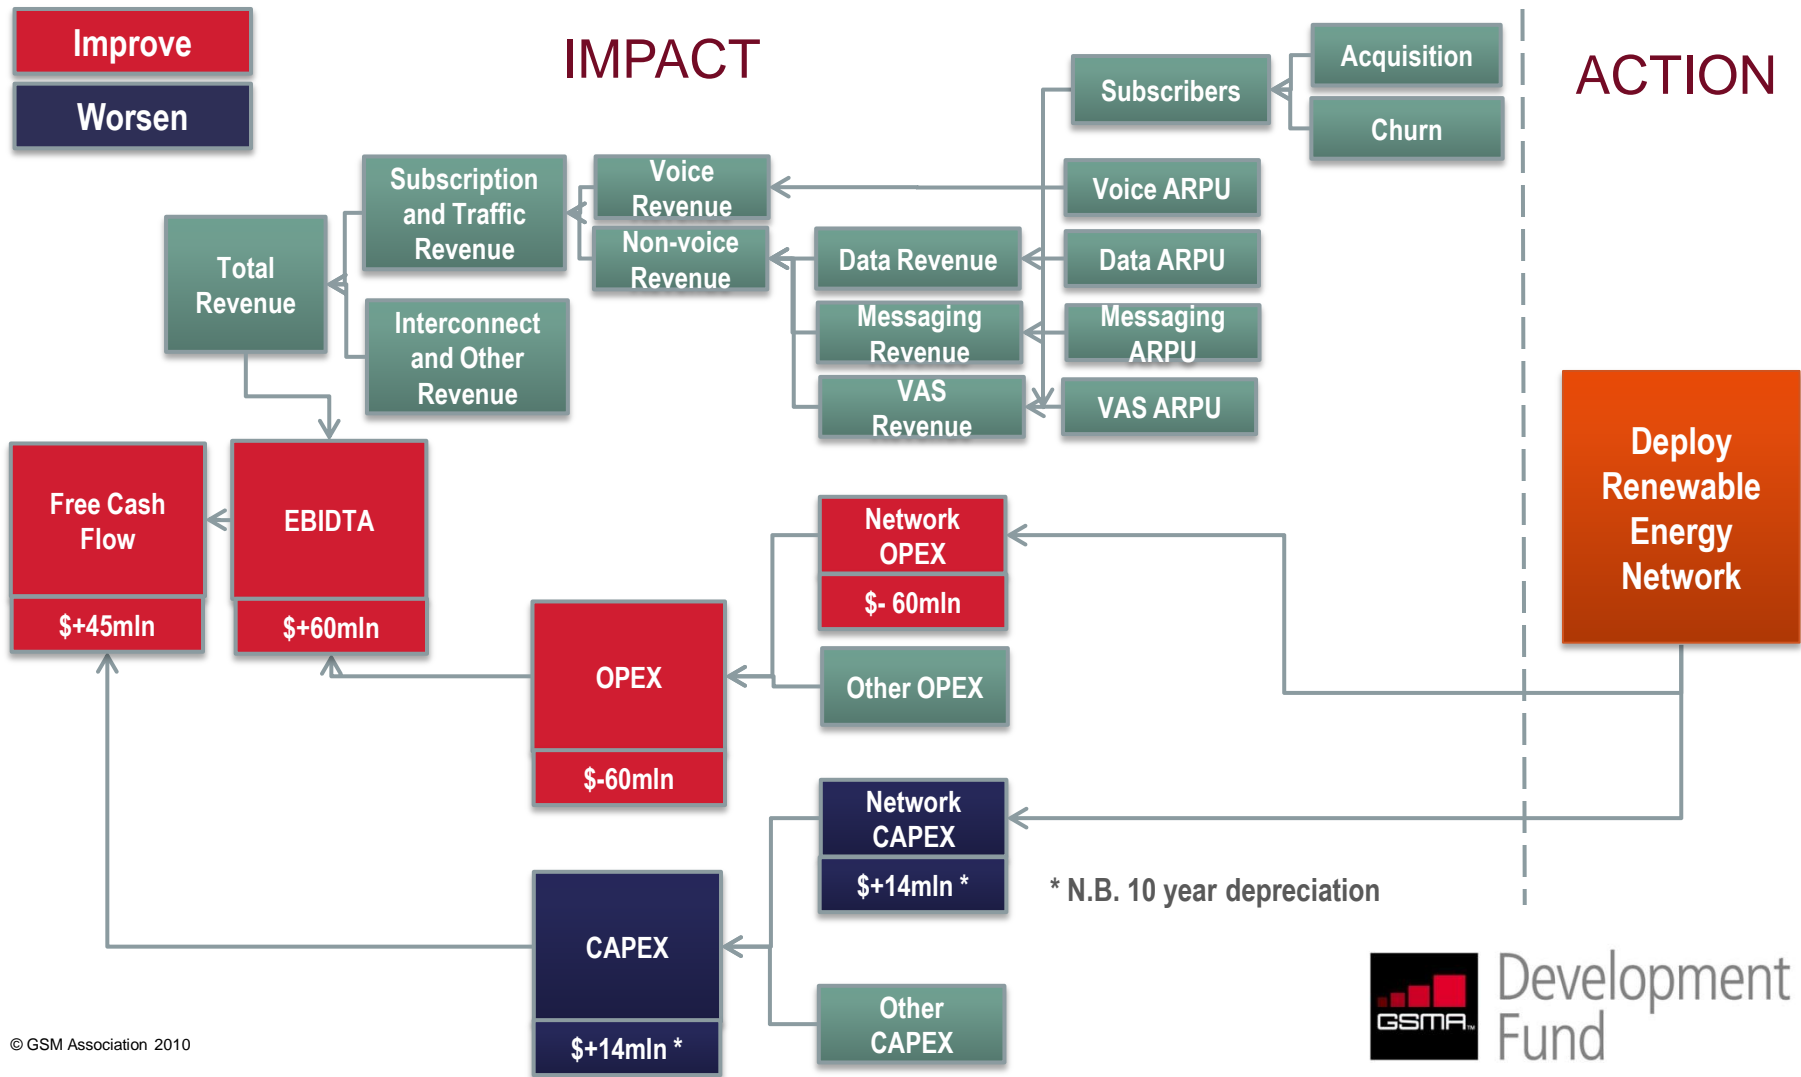 Improve
Worsen
IMPACT
ACTION
Acquisition
Subscribers
Churn
Subscription
and Traffic
Revenue
Voice
Revenue
Voice ARPU
Non-voice
Revenue
Data Revenue
Data ARPU
Total
Revenue
Interconnect
and Other
Revenue
Messaging
Revenue
Messaging
ARPU
VAS
Revenue
VAS ARPU
Deploy
Renewable
Energy
Network
Free Cash
Flow
$+45mln
EBIDTA
$+60mln
Network
OPEX
$- 60mln
OPEX
$-60mln
Other OPEX
Network
CAPEX
$+14mln *
* N.B. 10 year depreciation
CAPEX
$+14mln *
Other
CAPEX
© GSM Association 2010
GSMA™
Development
Fund